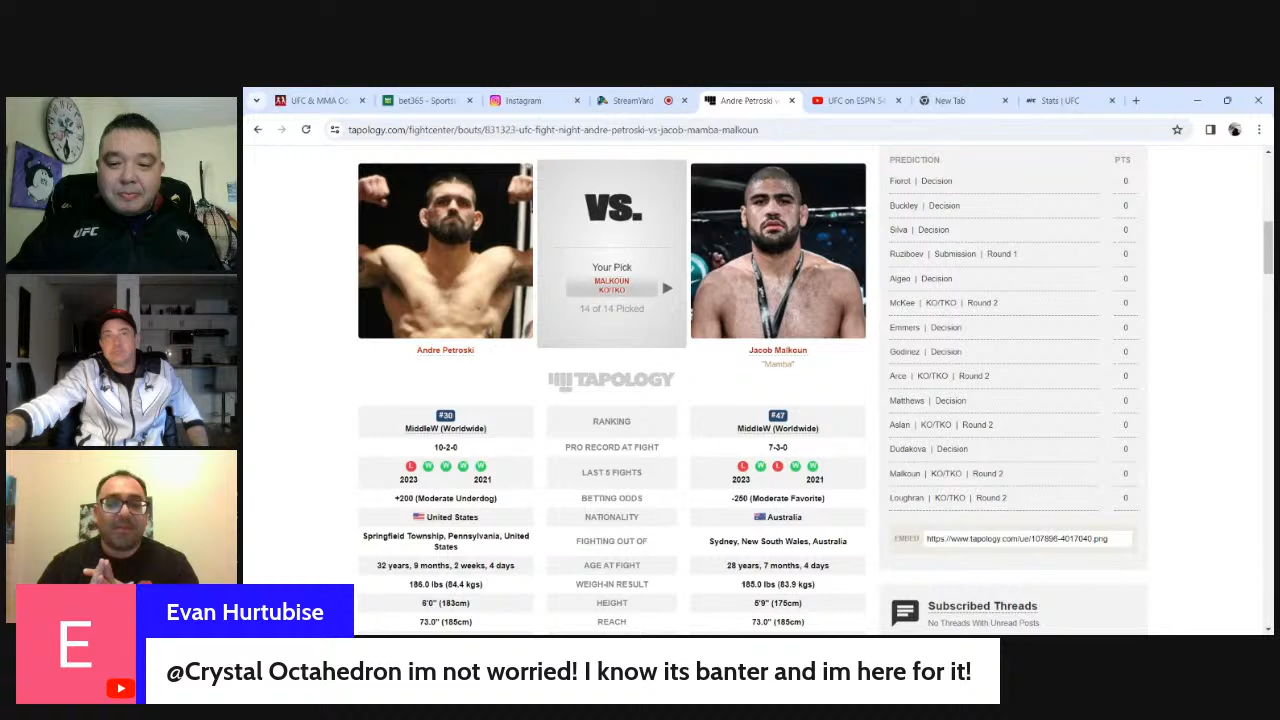 UFC & MMA Oc
bet365 - Sports
Instagram
StreamYard
Andre Petroski v
UFC on ESPN 54
New Tab
Stats | UFC
tapology.com/fightcenter/bouts/831323-ufc-fight-night-andre-petroski-vs-jacob-mamba-malkoun
UFC
VS.
Your Pick
MALKOUN
KO/TKO
14 of 14 Picked
Andre Petroski
Jacob Malkoun
"Mamba"
TAPOLOGY
#30
MiddleW (Worldwide)
RANKING
#47
MiddleW (Worldwide)
10-2-0
PRO RECORD AT FIGHT
7-3-0
L W W W W
2023 2021
LAST 5 FIGHTS
L W L W W
2023 2021
+200 (Moderate Underdog)
BETTING ODDS
-250 (Moderate Favorite)
United States
NATIONALITY
Australia
Springfield Township, Pennsylvania, United
States
FIGHTING OUT OF
Sydney, New South Wales, Australia
32 years, 9 months, 2 weeks, 4 days
AGE AT FIGHT
28 years, 7 months, 4 days
186.0 lbs (84.4 kgs)
WEIGH-IN RESULT
185.0 lbs (83.9 kgs)
6'0" (183cm)
HEIGHT
5'9" (175cm)
73.0" (185cm)
REACH
73.0" (185cm)
PREDICTION PTS
Fiorot | Decision 0
Buckley | Decision 0
Silva | Decision 0
Ruziboev | Submission | Round 1 0
Algeo | Decision 0
McKee | KO/TKO | Round 2 0
Emmers | Decision 0
Godinez | Decision 0
Arce | KO/TKO | Round 2 0
Matthews | Decision 0
Aslan | KO/TKO | Round 2 0
Dudakova | Decision 0
Malkoun | KO/TKO | Round 2 0
Loughran | KO/TKO | Round 2 0
EMBED https://www.tapology.com/ue/107896-4017040.png
Subscribed Threads
No Threads With Unread Posts
E
Evan Hurtubise
@Crystal Octahedron im not worried! I know its banter and im here for it!